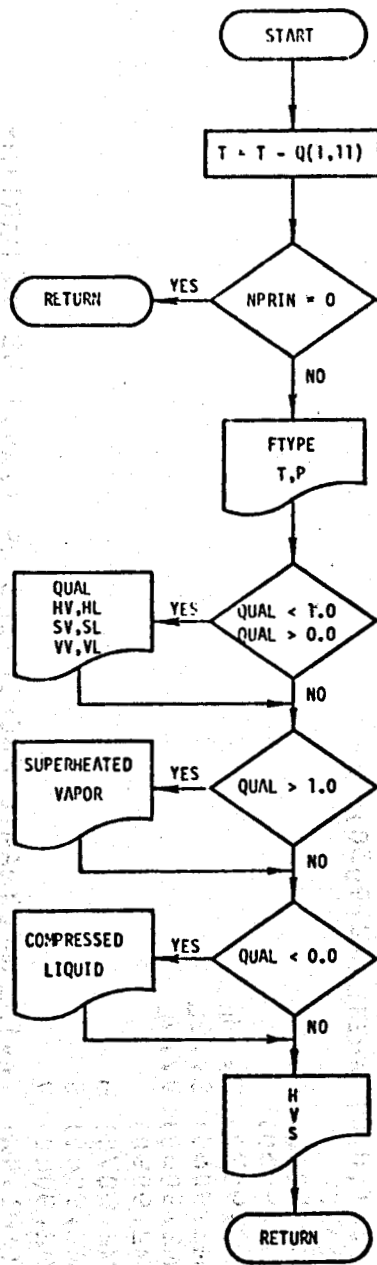 START
T = T - Q(1,11)
NPRIN = 0
YES
RETURN
NO
FTYPE
T,P
QUAL < 1.0
QUAL > 0.0
YES
QUAL
HV,HL
SV,SL
VV,VL
NO
QUAL > 1.0
YES
SUPERHEATED
VAPOR
NO
QUAL < 0.0
YES
COMPRESSED
LIQUID
NO
H
V
S
RETURN